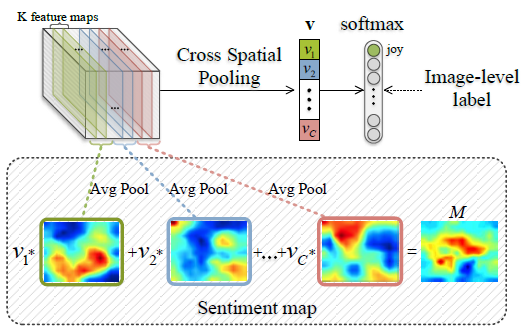 K feature maps
v
softmax
... ...
...
Cross Spatial
Pooling
v1
v2
vC
joy
Image-level
label
Avg Pool
Avg Pool
Avg Pool
M
v1* +v2* +...+vC* =
Sentiment map